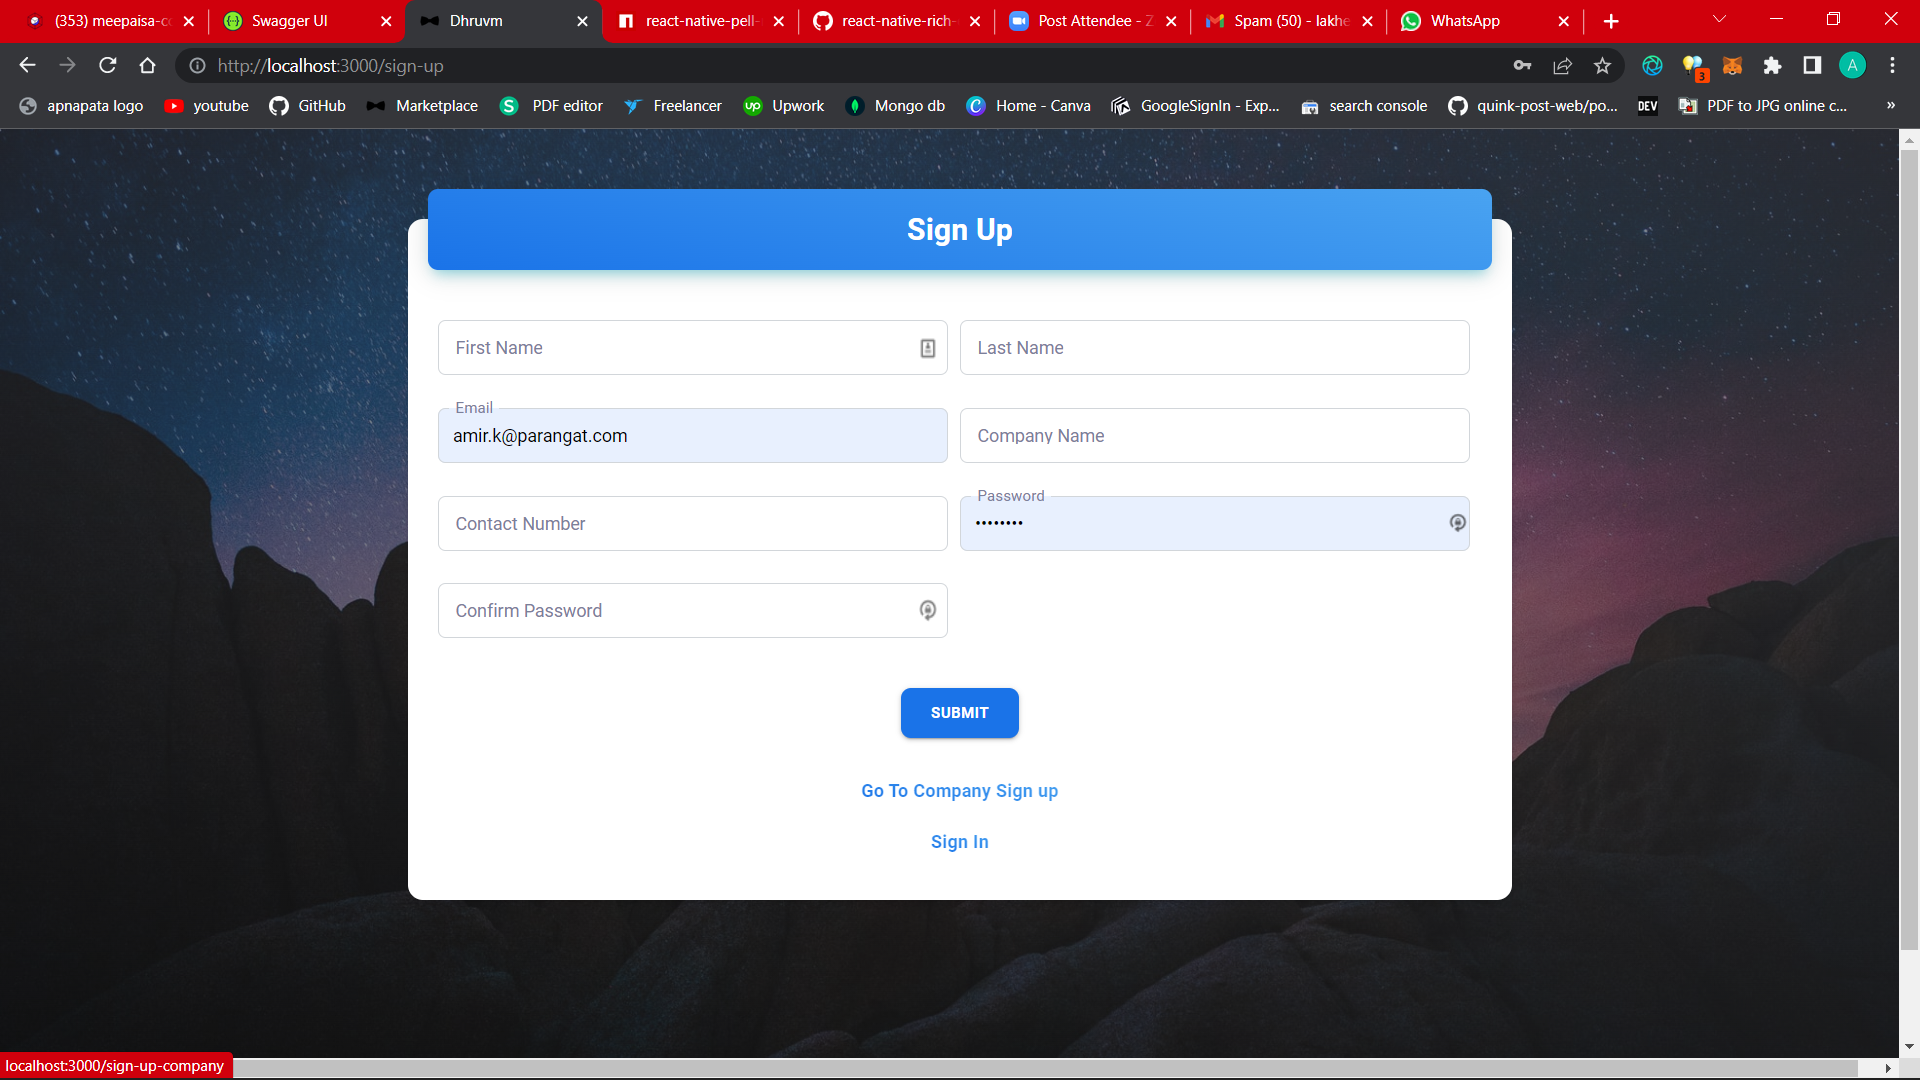 (353) meepaisa-co
Swagger UI
Dhruvm
react-native-pell-
react-native-rich-
Post Attendee - Z
Spam (50) - lakhe
WhatsApp
http://localhost:3000/sign-up
3
A
apnapata logo
youtube
GitHub
Marketplace
S
PDF editor
Freelancer
up
Upwork
Mongo db
C
Home - Canva
GoogleSignIn - Exp...
search console
quink-post-web/po...
DEV
PDF to JPG online c...
»
Sign Up
First Name
Last Name
Email
amir.k@parangat.com
Company Name
Contact Number
Password
••••••••
Confirm Password
SUBMIT
Go To Company Sign up
Sign In
localhost:3000/sign-up-company